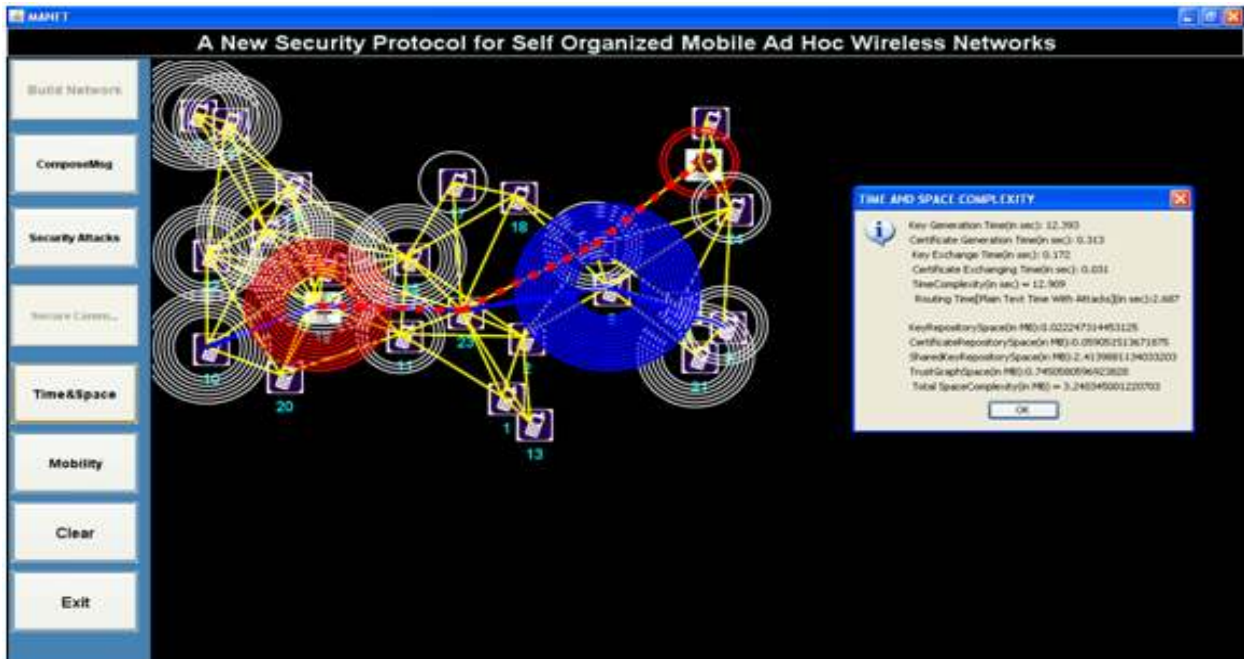 MANET
A New Security Protocol for Self Organized Mobile Ad Hoc Wireless Networks
Build Network
ComposeMsg
Security Attacks
Secure Comm...
Time&Space
Mobility
Clear
Exit
18
23
11
10
20
21
1
13
TIME AND SPACE COMPLEXITY
Key Generation Time(in sec): 12.393
Certificate Generation Time(in sec): 0.313
Key Exchange Time(in sec): 0.172
Certificate Exchanging Time(in sec): 0.031
TimeComplexity(in sec) = 12.909
Routing Time[Plain Text Time With Attacks](in sec):2.687
KeyRepositorySpace(in MB):0.022247314453125
CertificateRepositorySpace(in MB):0.059052513671875
SharedKeyRepositorySpace(in MB):2.4139881134033203
TrustGraphSpace(in MB):0.7450580596923828
Total SpaceComplexity(in MB) = 3.240345001220703
OK